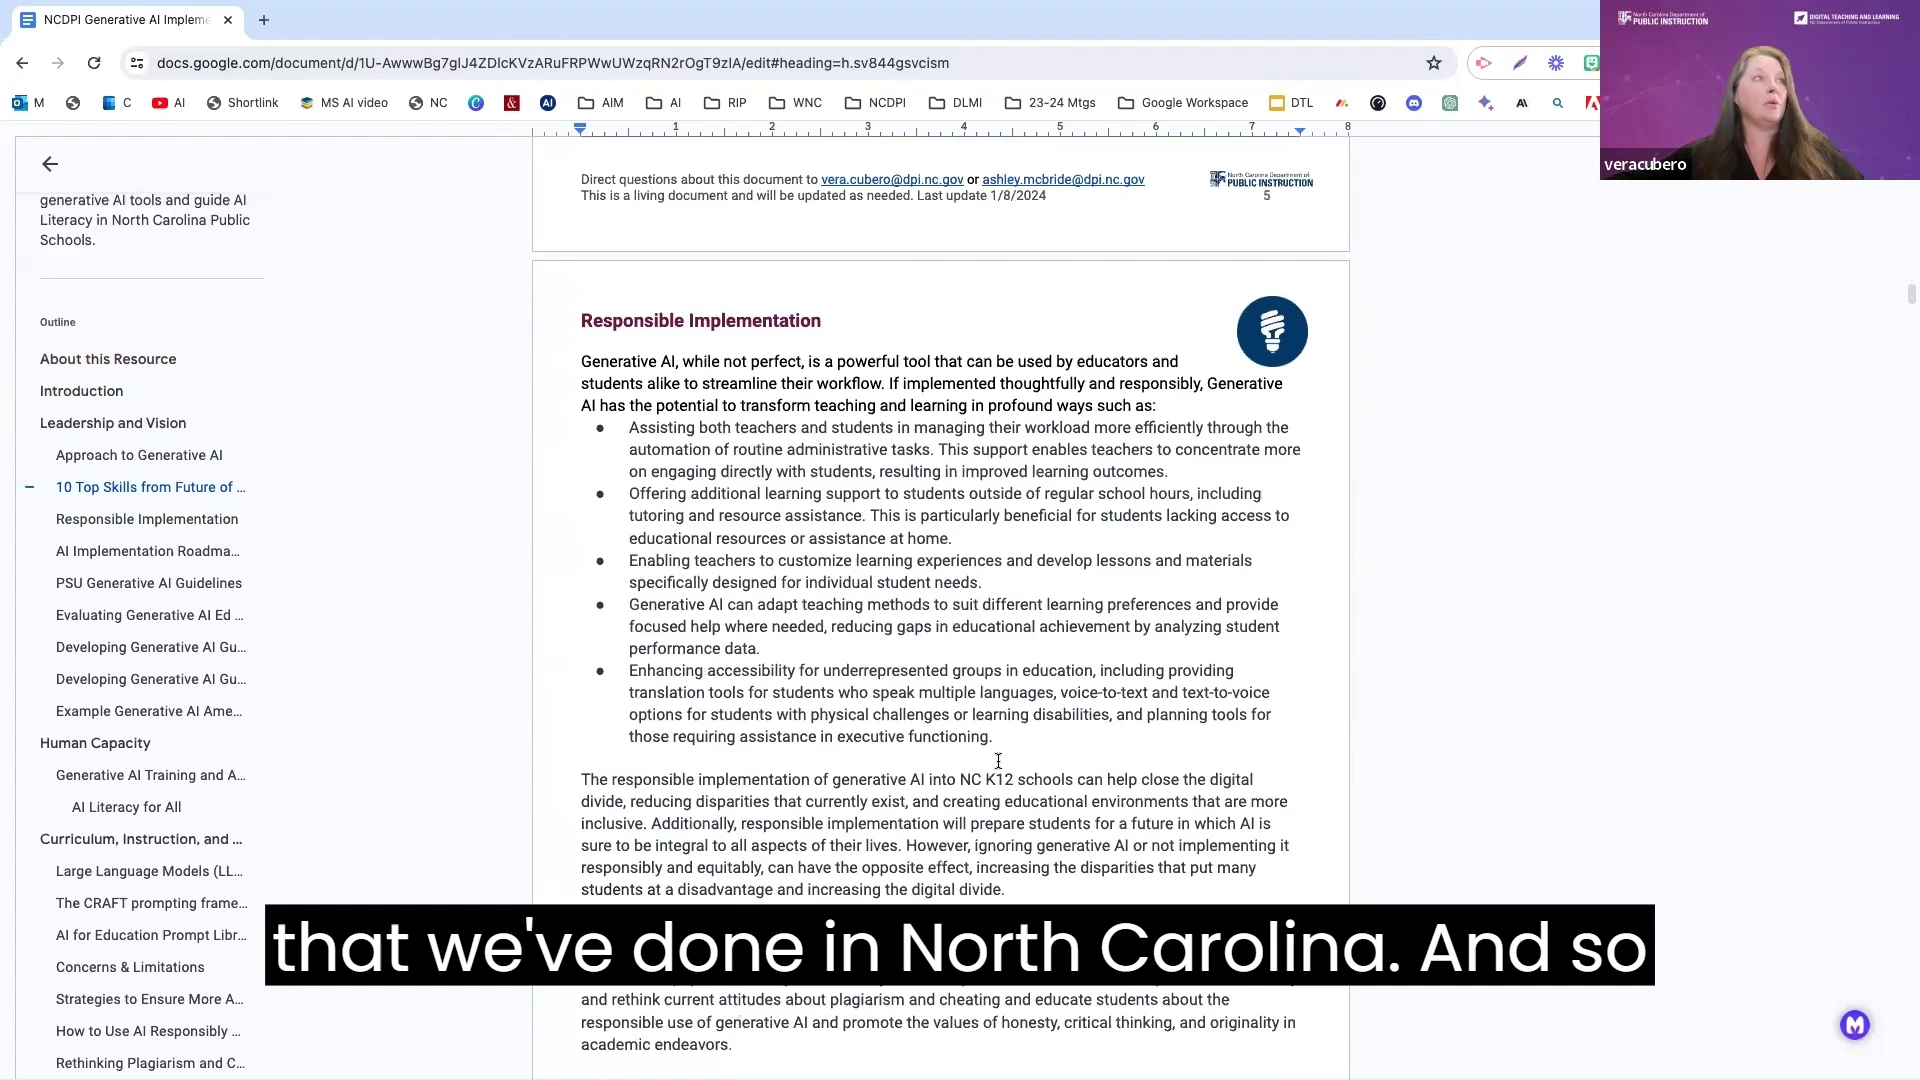 NCDPI Generative AI Impleme
docs.google.com/document/d/1U-AwwwBg7glJ4ZDlcKVzARuFRPWwUWzqRN2rOgT9zIA/edit#heading=h.sv844gsvcism
M
C
AI
Shortlink
MS AI video
NC
AIM
AI
RIP
WNC
NCDPI
DLMI
23-24 Mtgs
Google Workspace
DTL
North Carolina Department of
PUBLIC INSTRUCTION
DIGITAL TEACHING AND LEARNING
veracubero
1 2 3 4 5 6 7 8
generative AI tools and guide AI
Literacy in North Carolina Public
Schools.
Outline
About this Resource
Introduction
Leadership and Vision
Approach to Generative AI
10 Top Skills from Future of ...
Responsible Implementation
AI Implementation Roadma...
PSU Generative AI Guidelines
Evaluating Generative AI Ed ...
Developing Generative AI Gu...
Developing Generative AI Gu...
Example Generative AI Ame...
Human Capacity
Generative AI Training and A...
AI Literacy for All
Curriculum, Instruction, and ...
Large Language Models (LL...
The CRAFT prompting frame...
AI for Education Prompt Libr...
Concerns & Limitations
Strategies to Ensure More A...
How to Use AI Responsibly ...
Rethinking Plagiarism and C...
Direct questions about this document to vera.cubero@dpi.nc.gov or ashley.mcbride@dpi.nc.gov
This is a living document and will be updated as needed. Last update 1/8/2024
North Carolina Department of
PUBLIC INSTRUCTION
5
Responsible Implementation
Generative AI, while not perfect, is a powerful tool that can be used by educators and
students alike to streamline their workflow. If implemented thoughtfully and responsibly, Generative
AI has the potential to transform teaching and learning in profound ways such as:
● Assisting both teachers and students in managing their workload more efficiently through the
automation of routine administrative tasks. This support enables teachers to concentrate more
on engaging directly with students, resulting in improved learning outcomes.
● Offering additional learning support to students outside of regular school hours, including
tutoring and resource assistance. This is particularly beneficial for students lacking access to
educational resources or assistance at home.
● Enabling teachers to customize learning experiences and develop lessons and materials
specifically designed for individual student needs.
● Generative AI can adapt teaching methods to suit different learning preferences and provide
focused help where needed, reducing gaps in educational achievement by analyzing student
performance data.
● Enhancing accessibility for underrepresented groups in education, including providing
translation tools for students who speak multiple languages, voice-to-text and text-to-voice
options for students with physical challenges or learning disabilities, and planning tools for
those requiring assistance in executive functioning.
The responsible implementation of generative AI into NC K12 schools can help close the digital
divide, reducing disparities that currently exist, and creating educational environments that are more
inclusive. Additionally, responsible implementation will prepare students for a future in which AI is
sure to be integral to all aspects of their lives. However, ignoring generative AI or not implementing it
responsibly and equitably, can have the opposite effect, increasing the disparities that put many
students at a disadvantage and increasing the digital divide.
that we've done in North Carolina. And so
and rethink current attitudes about plagiarism and cheating and educate students about the
responsible use of generative AI and promote the values of honesty, critical thinking, and originality in
academic endeavors.